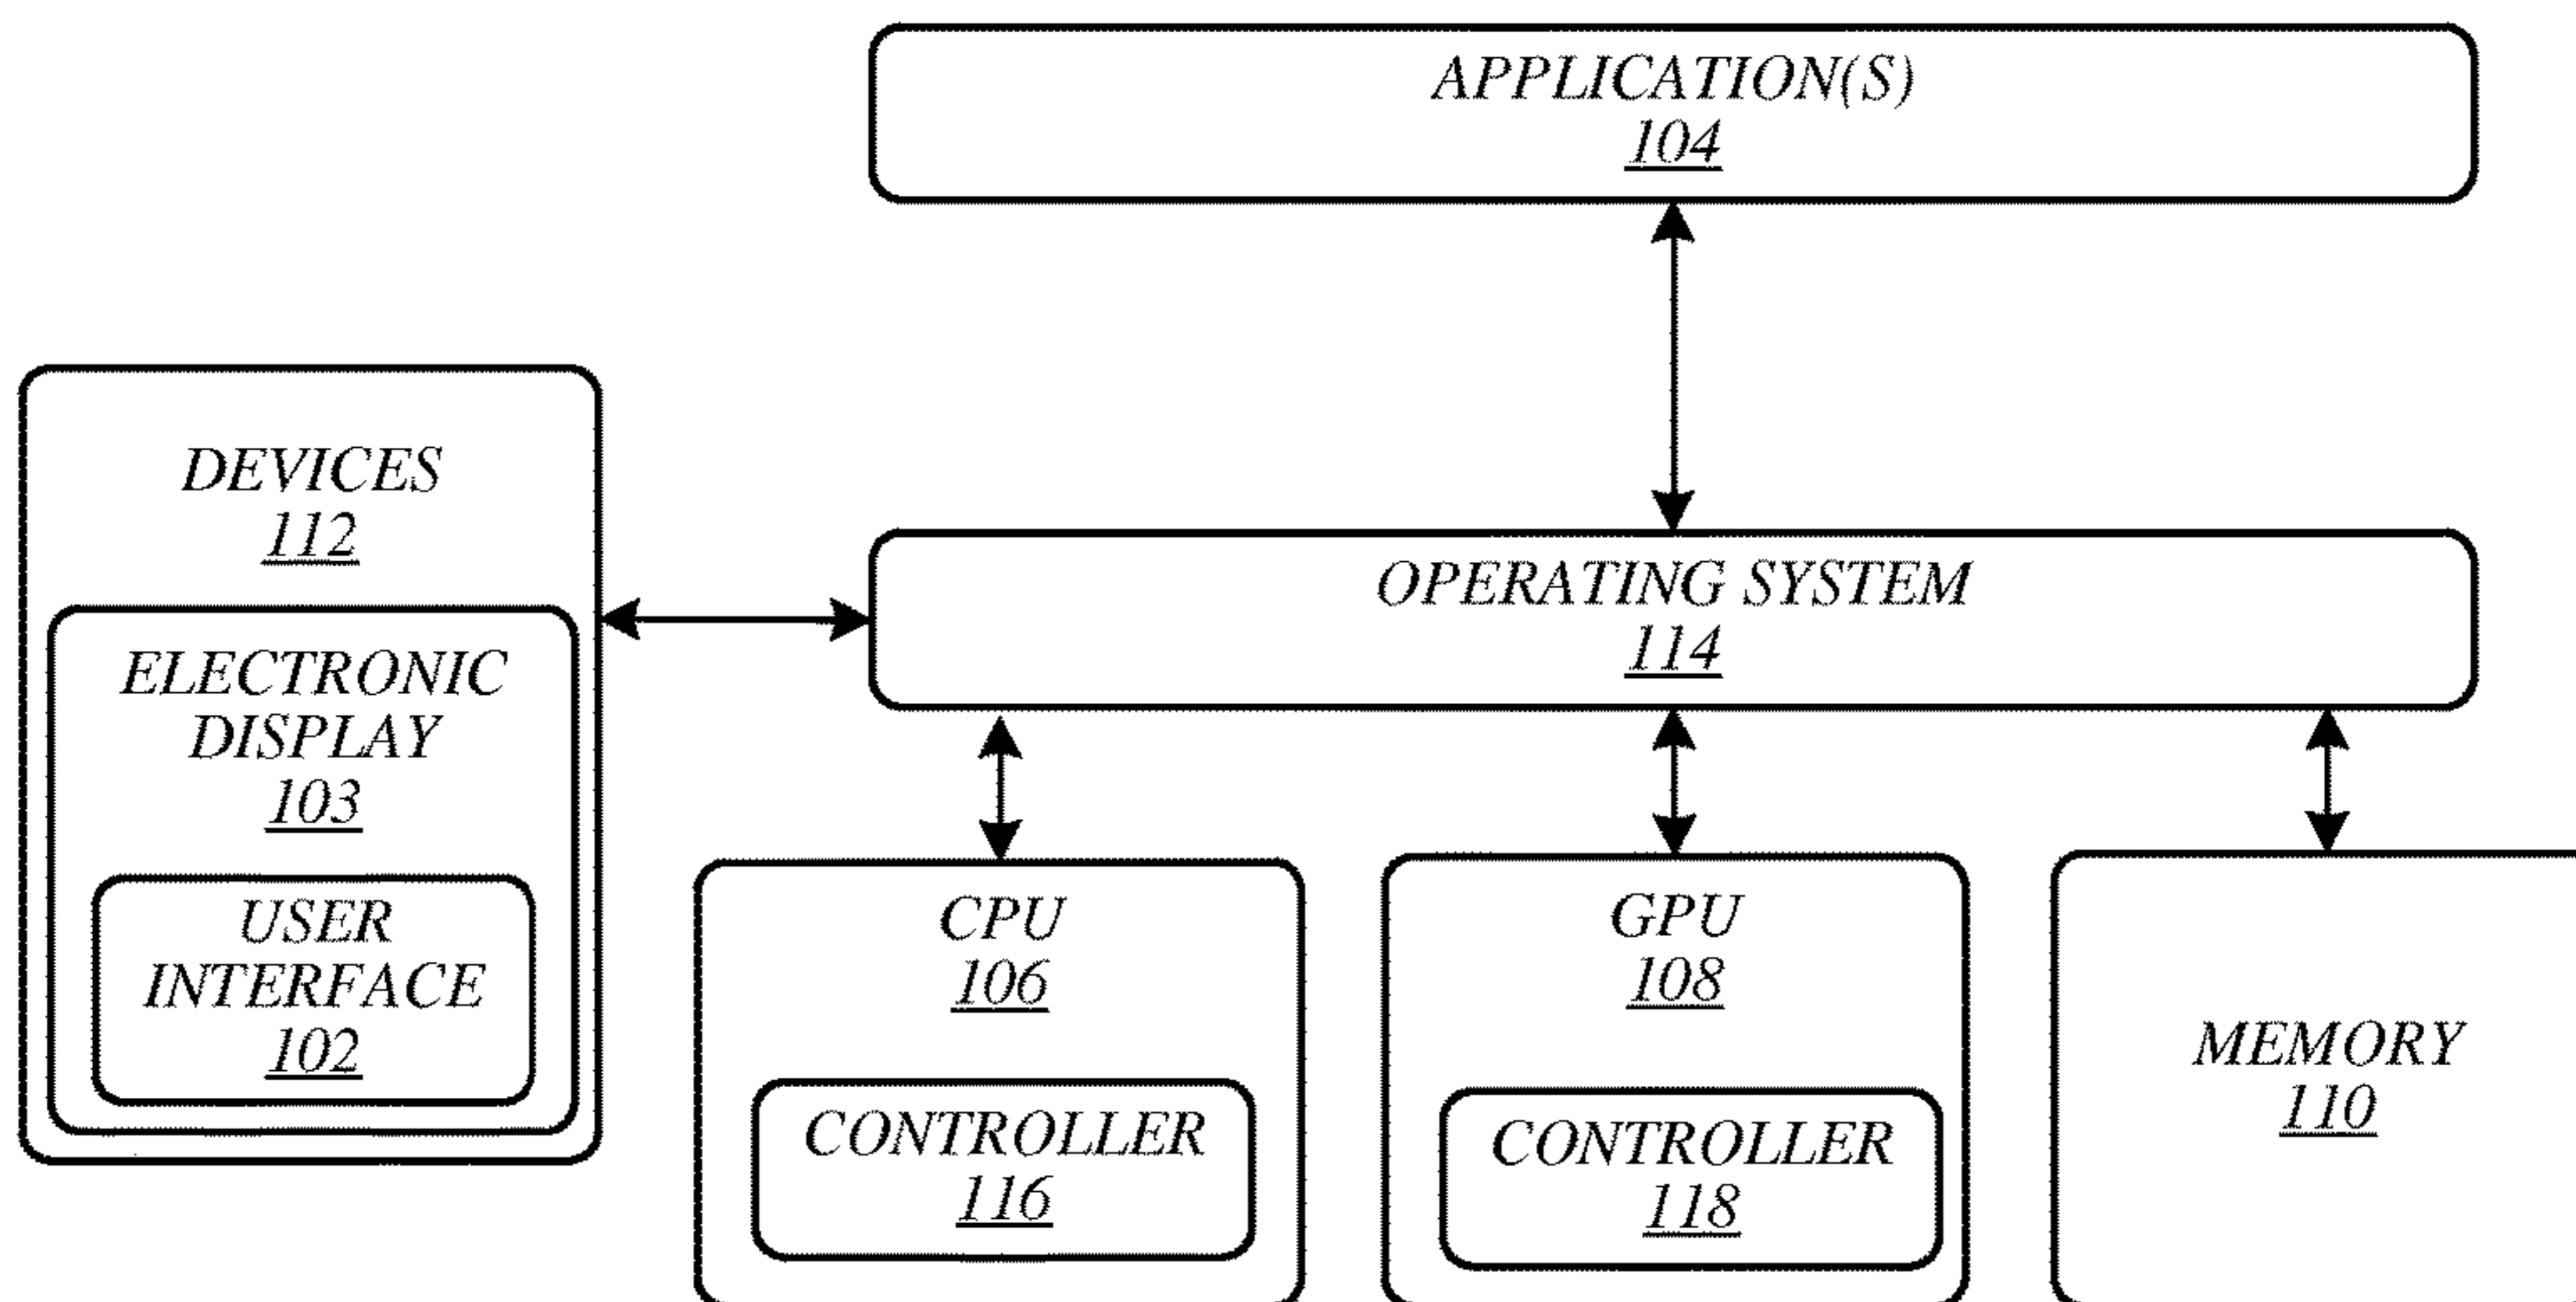 APPLICATION(S)
104
DEVICES
112
OPERATING SYSTEM
114
ELECTRONIC
DISPLAY
103
USER
INTERFACE
102
CPU
106
CONTROLLER
116
GPU
108
CONTROLLER
118
MEMORY
110